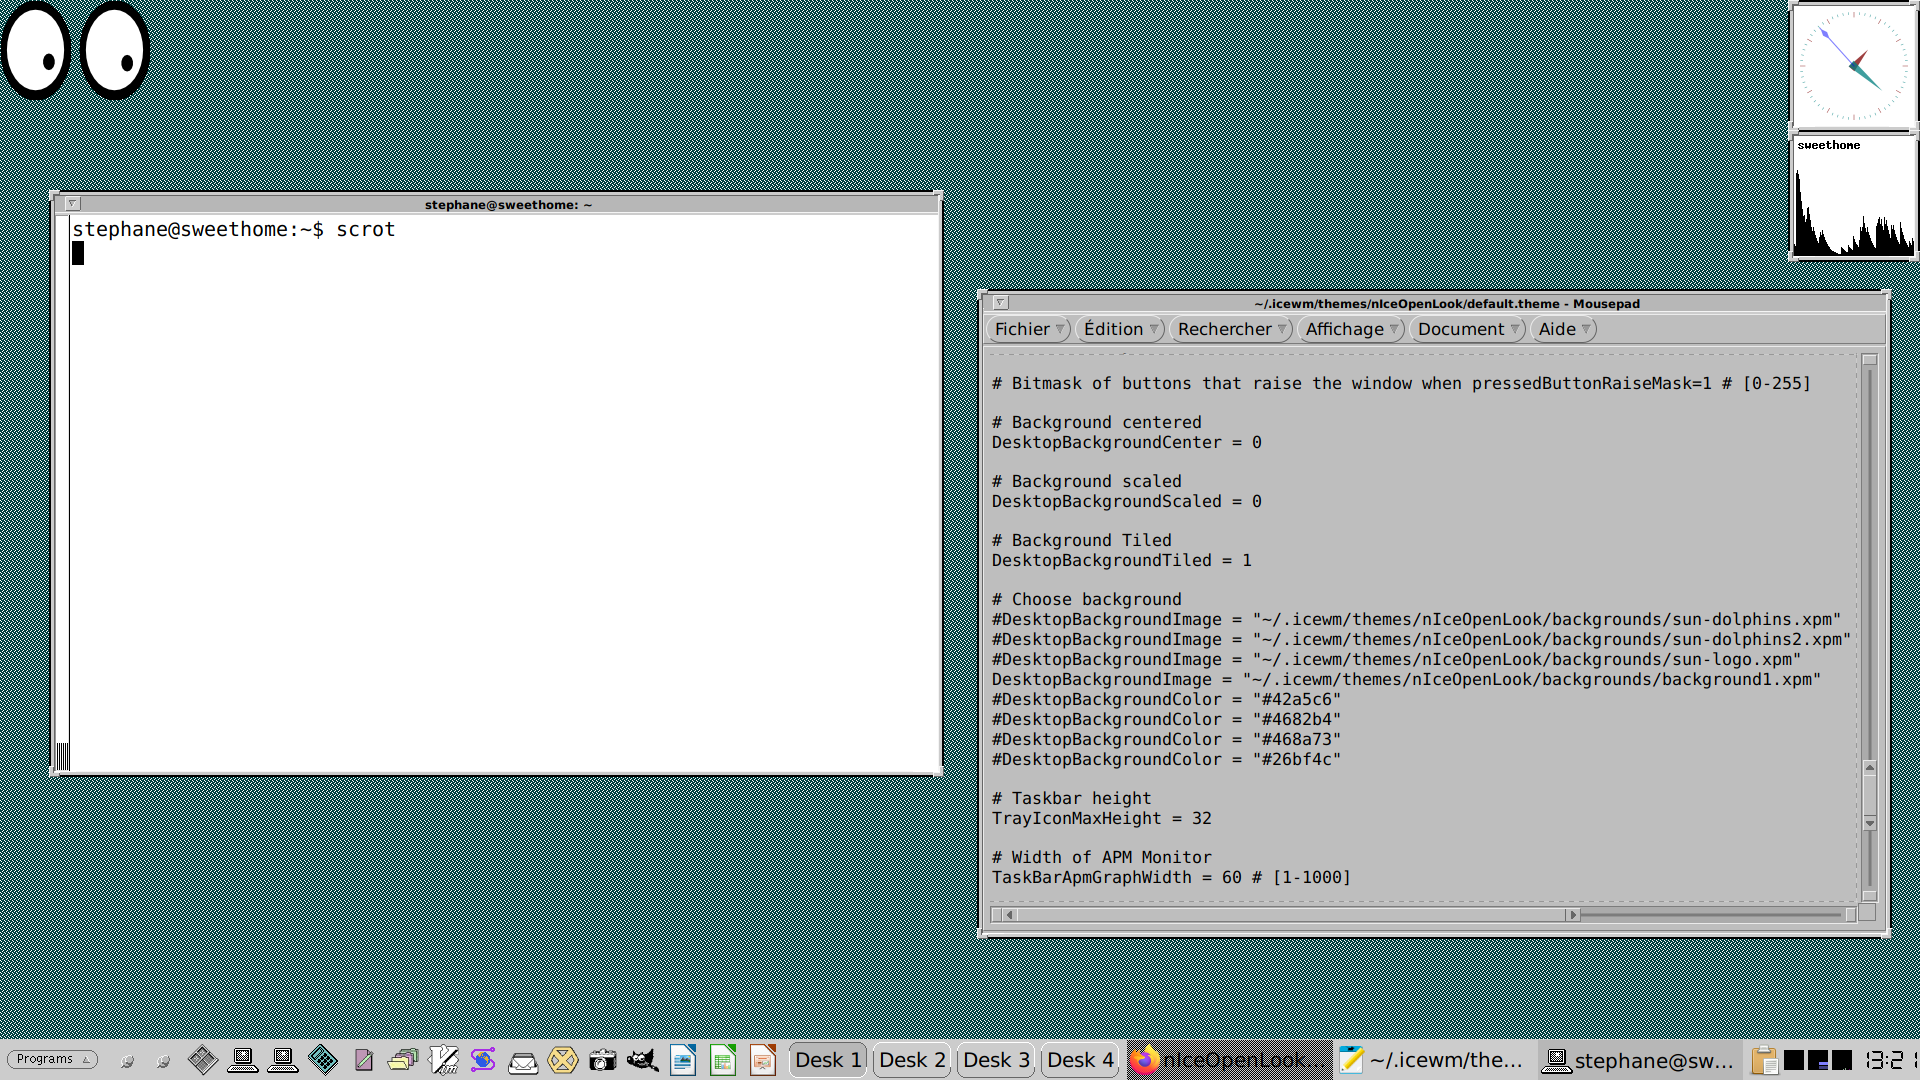 sweethome
stephane@sweethome: ~
stephane@sweethome:~$ scrot
~/.icewm/themes/nIceOpenLook/default.theme - Mousepad
Fichier Édition Rechercher Affichage Document Aide
# Bitmask of buttons that raise the window when pressedButtonRaiseMask=1 # [0-255]
# Background centered
DesktopBackgroundCenter = 0
# Background scaled
DesktopBackgroundScaled = 0
# Background Tiled
DesktopBackgroundTiled = 1
# Choose background
#DesktopBackgroundImage = "~/.icewm/themes/nIceOpenLook/backgrounds/sun-dolphins.xpm"
#DesktopBackgroundImage = "~/.icewm/themes/nIceOpenLook/backgrounds/sun-dolphins2.xpm"
#DesktopBackgroundImage = "~/.icewm/themes/nIceOpenLook/backgrounds/sun-logo.xpm"
DesktopBackgroundImage = "~/.icewm/themes/nIceOpenLook/backgrounds/background1.xpm"
#DesktopBackgroundColor = "#42a5c6"
#DesktopBackgroundColor = "#4682b4"
#DesktopBackgroundColor = "#468a73"
#DesktopBackgroundColor = "#26bf4c"
# Taskbar height
TrayIconMaxHeight = 32
# Width of APM Monitor
TaskBarApmGraphWidth = 60 # [1-1000]
Programs Desk 1 Desk 2 Desk 3 Desk 4 nIceOpenLook ~/.icewm/the... stephane@sw... 13:21